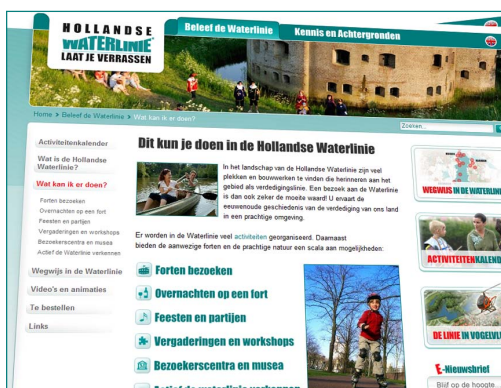 HOLLANDSE
WATERLINIE
LAAT JE VERRASSEN
Beleef de Waterlinie
Kennis en Achtergronden
Home > Beleef de Waterlinie > Wat kan ik er doen?
Zoeken...
Activiteitenkalender
Wat is de Hollandse
Waterlinie?
Wat kan ik er doen?
Forten bezoeken
Overnachten op een fort
Feesten en partijen
Vergaderingen en workshops
Bezoekerscentra en musea
Actief de Waterlinie verkennen
Wegwijs in de Waterlinie
Video's en animaties
Te bestellen
Links
Dit kun je doen in de Hollandse Waterlinie
In het landschap van de Hollandse Waterlinie zijn veel
plekken en bouwwerken te vinden die herinneren aan het
gebied als verdedigingslinie. Een bezoek aan de Waterlinie
is dan ook zeker de moeite waard! U ervaart de
eeuwenoude geschiedenis van de verdediging van ons land
in een prachtige omgeving.
Er worden in de Waterlinie veel activiteiten georganiseerd. Daarnaast
bieden de aanwezige forten en de prachtige natuur een scala aan mogelijkheden:
Forten bezoeken
Overnachten op een fort
Feesten en partijen
Vergaderingen en workshops
Bezoekerscentra en musea
Actief de waterlinie verkennen
WEGWIJS IN DE WATERLIN
ACTIVITEITENKALEND
DE LINIE IN VOGELVL
E-Nieuwsbrief
Blijf op de hoogte